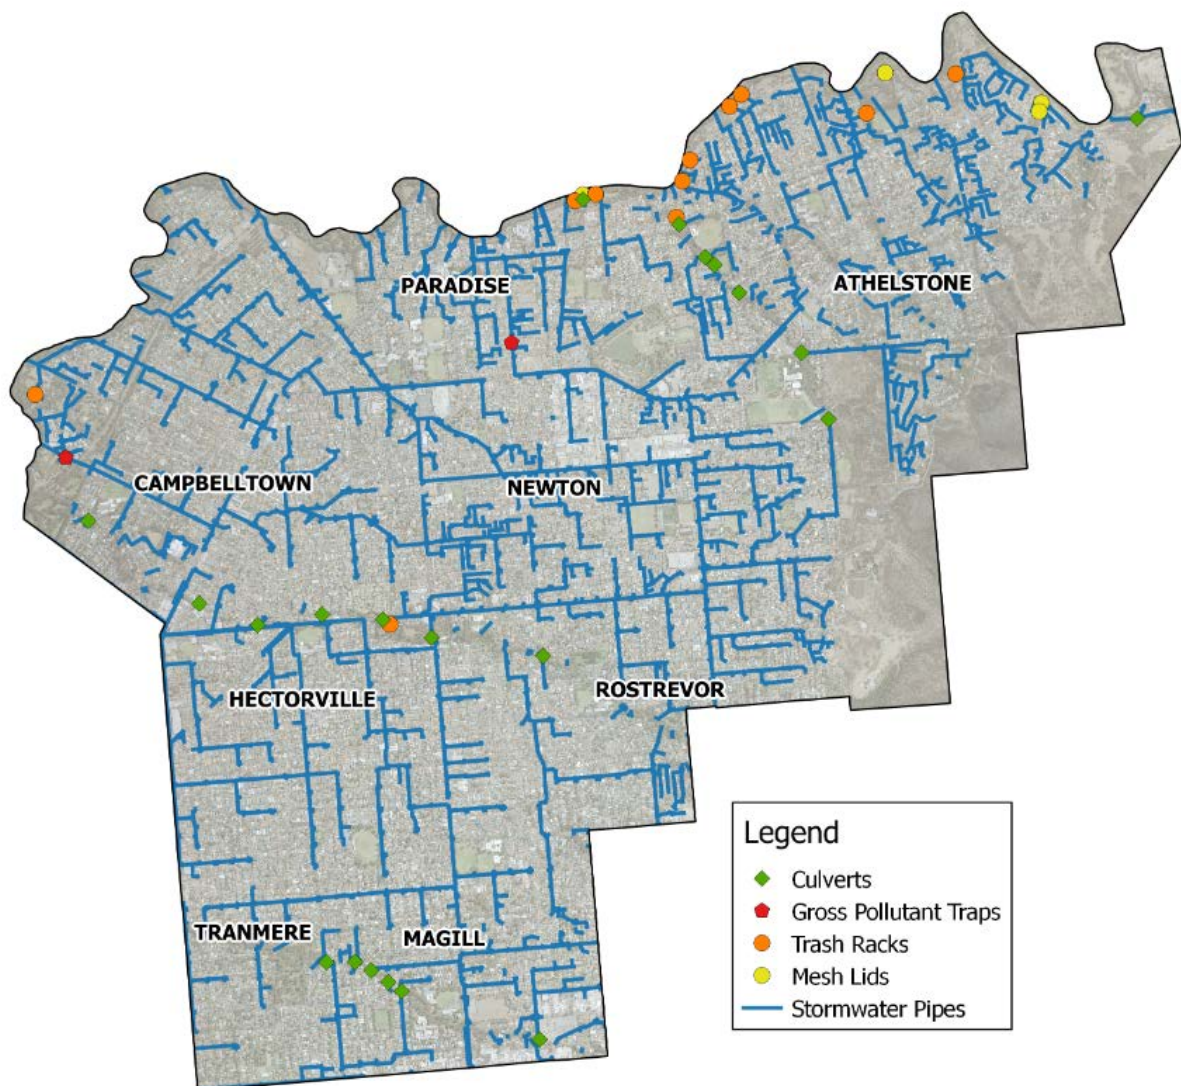 PARADISE
ATHELSTONE
CAMPBELLTOWN
NEWTON
HECTORVILLE
ROSTREVOR
TRANMERE
MAGILL
Legend
Culverts
Gross Pollutant Traps
Trash Racks
Mesh Lids
Stormwater Pipes